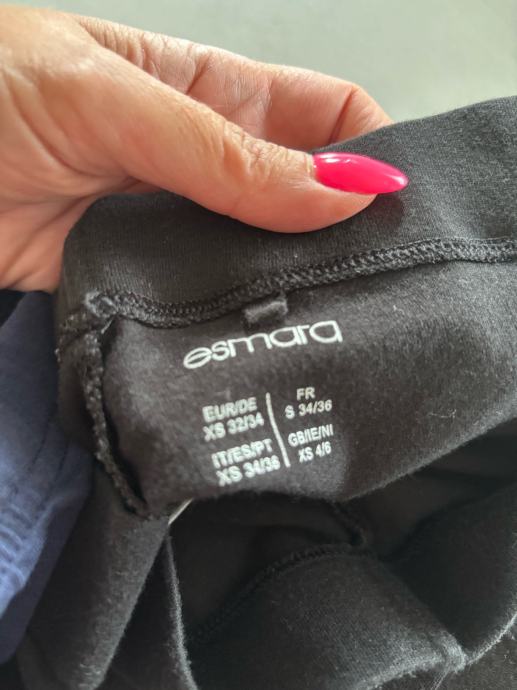 esmara
EUR/DE
XS 32/34
FR
S 34/36
IT/ES/PT
XS 34/36
GB/IE/NI
XS 4/6